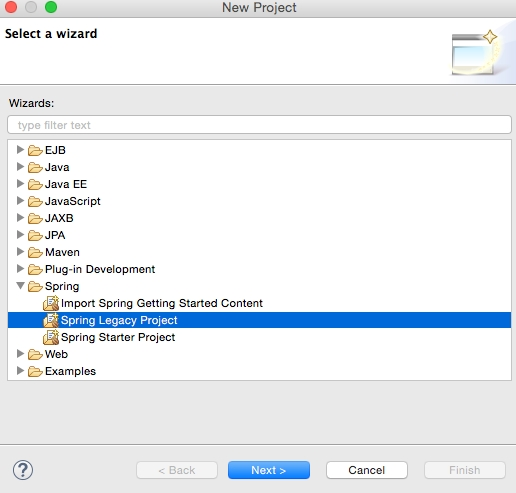 New Project
Select a wizard
Wizards:
type filter text
EJB
Java
Java EE
JavaScript
JAXB
JPA
Maven
Plug-in Development
Spring
Import Spring Getting Started Content
Spring Legacy Project
Spring Starter Project
Web
Examples
? < Back Next > Cancel Finish